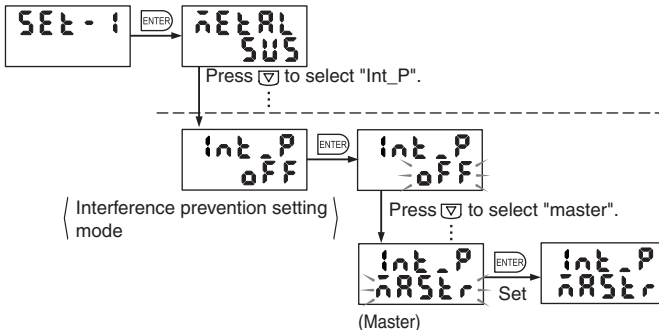 SEt - 1
ENTER
mEtAL
SUS
Press ▽ to select "Int_P".
Int_P
oFF
ENTER
Int_P
oFF
Interference prevention setting
mode
Press ▽ to select "master".
Int_P
mAStr
ENTER
Set
Int_P
mAStr
(Master)